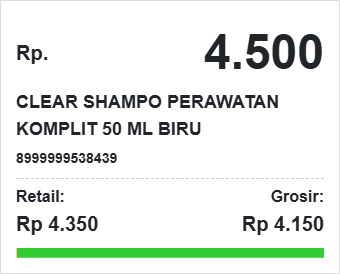 Rp. 4.500
CLEAR SHAMPO PERAWATAN
KOMPLIT 50 ML BIRU
8999999538439
Retail: Grosir:
Rp 4.350 Rp 4.150